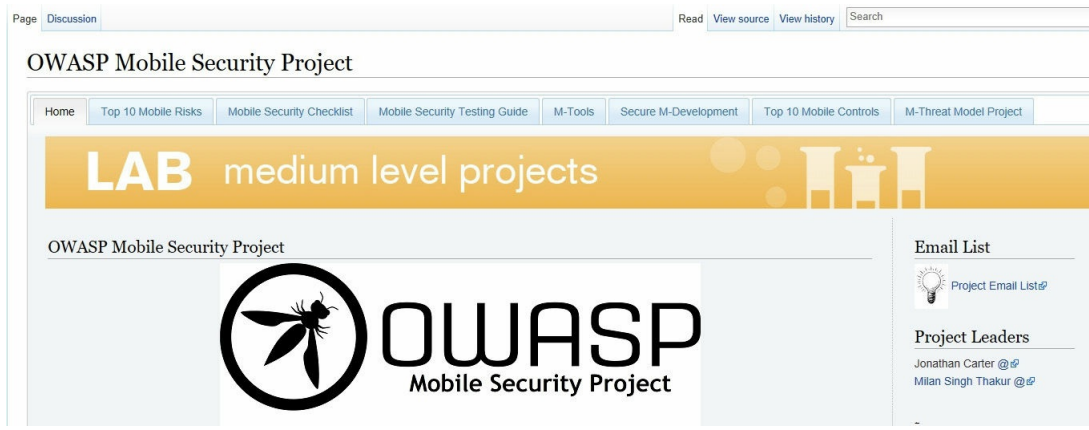 Page Discussion Read View source View history Search
OWASP Mobile Security Project
Home Top 10 Mobile Risks Mobile Security Checklist Mobile Security Testing Guide M-Tools Secure M-Development Top 10 Mobile Controls M-Threat Model Project
LAB medium level projects
OWASP Mobile Security Project
OWASP
Mobile Security Project
Email List
Project Email List
Project Leaders
Jonathan Carter @
Milan Singh Thakur @